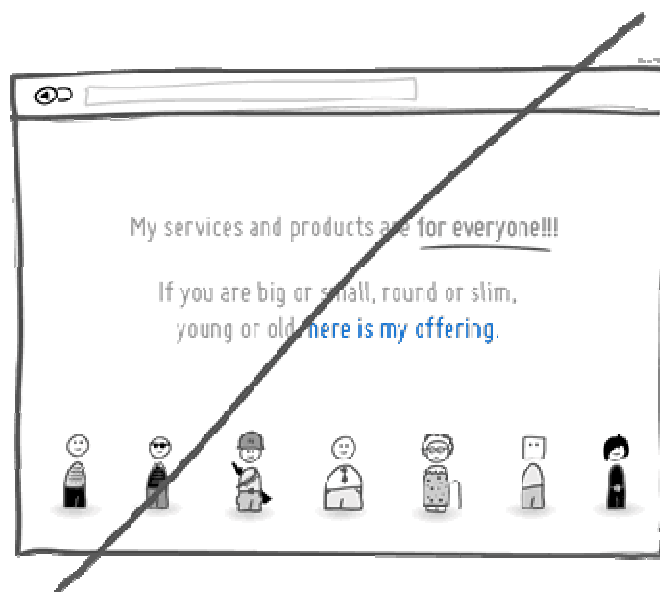 My services and products are for everyone!!!
If you are big or small, round or slim,
young or old, here is my offering.